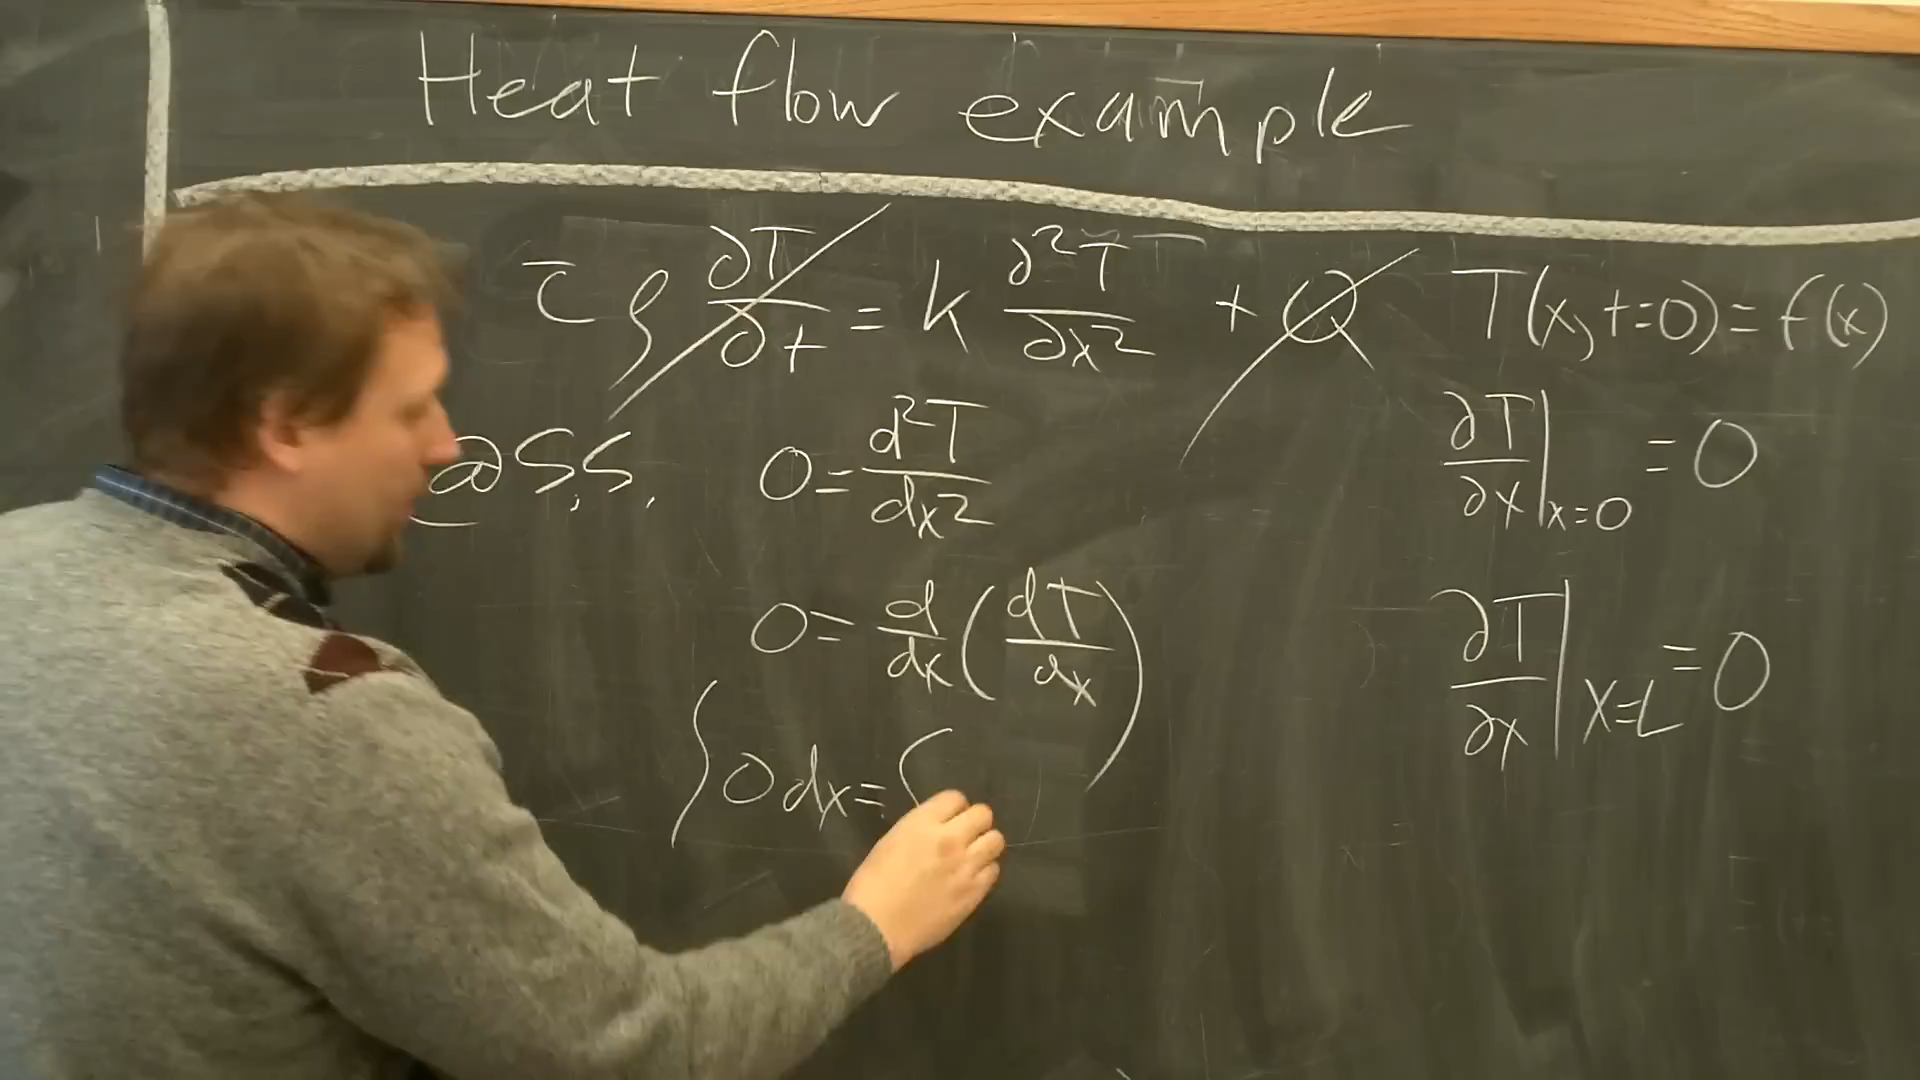 Heat flow example
c ρ ∂T/∂t = k ∂²T/∂x² + Q T(x,t=0)=f(x)
@ S.S. 0 = d²T/dx² ∂T/∂x|x=0 = 0
0 = d/dx (dT/dx) ∂T/∂x|x=L = 0
∫ 0 dx = ∫